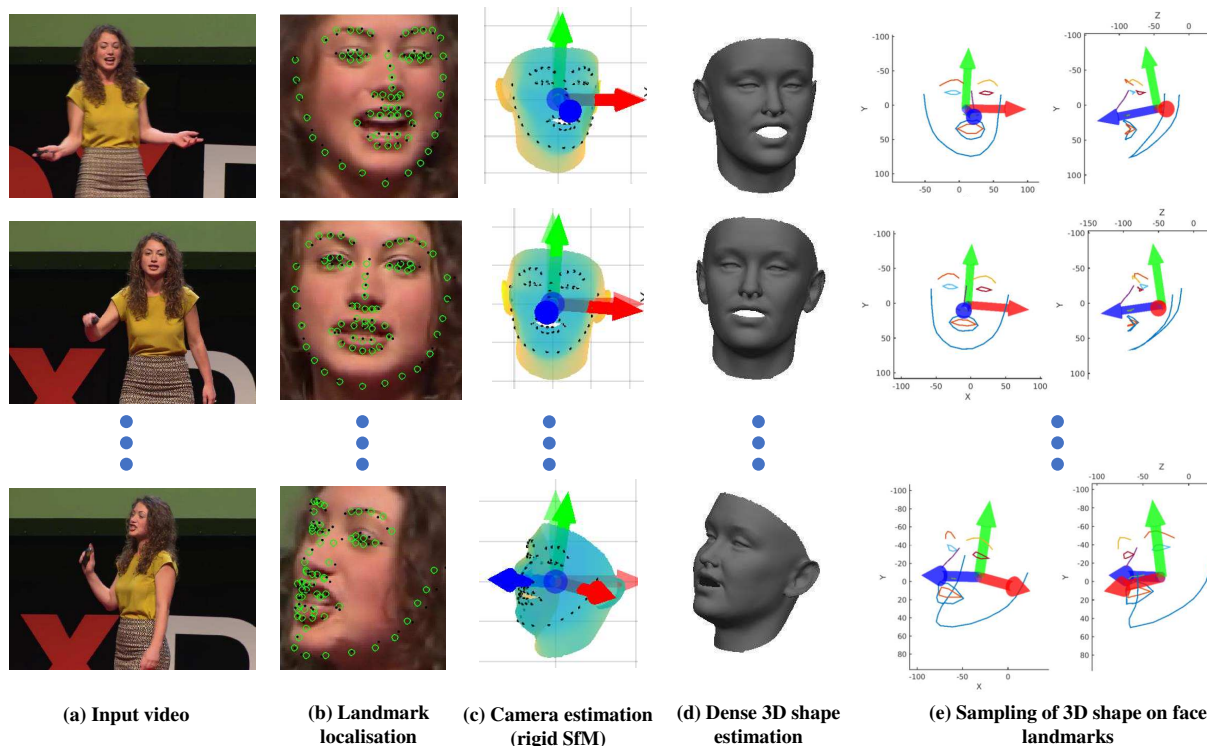 Z
-100 -50 0
-100
-50
0
50
100
Y
-50 0 50
-100
-50
0
50
100
Y
Z
-150 -100 -50 0
-100
-50
0
50
100
Y
-100 -50 0 50 100
X
-100
-50
0
50
100
Y
Z
-100 -50 0
-100
-80
-60
-40
-20
0
20
40
60
80
Y
-100 -50 0
X
-100
-80
-60
-40
-20
0
20
40
60
80
Y
(a) Input video
(b) Landmark
localisation
(c) Camera estimation
(rigid SfM)
(d) Dense 3D shape
estimation
(e) Sampling of 3D shape on face
landmarks